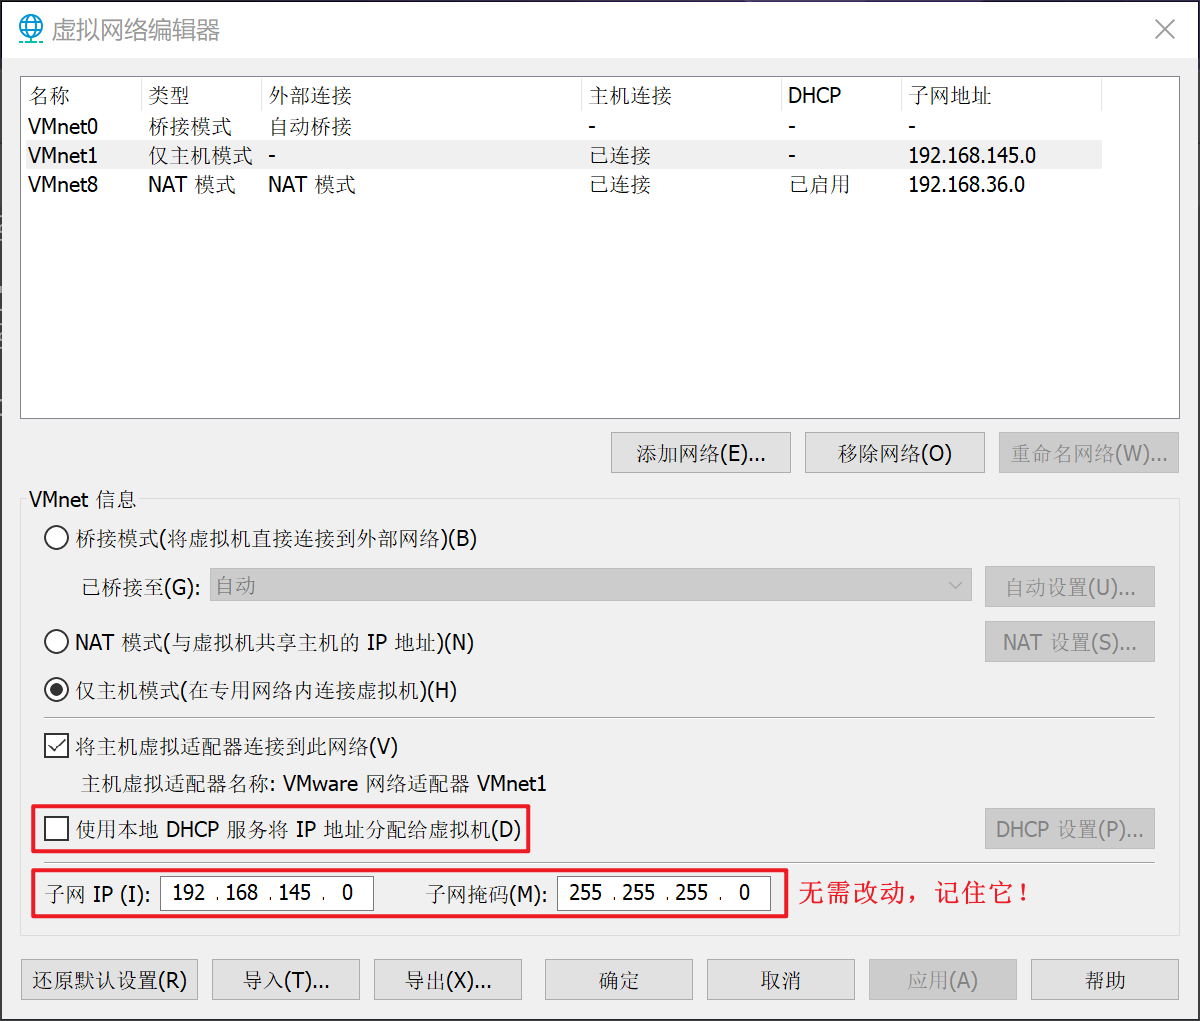 虚拟网络编辑器
名称 类型 外部连接 主机连接 DHCP 子网地址
VMnet0 桥接模式 自动桥接 - - -
VMnet1 仅主机模式 - 已连接 - 192.168.145.0
VMnet8 NAT 模式 NAT 模式 已连接 已启用 192.168.36.0
添加网络(E)... 移除网络(O) 重命名网络(W)...
VMnet 信息
桥接模式(将虚拟机直接连接到外部网络)(B)
已桥接至(G): 自动 自动设置(U)...
NAT 模式(与虚拟机共享主机的 IP 地址)(N) NAT 设置(S)...
仅主机模式(在专用网络内连接虚拟机)(H)
将主机虚拟适配器连接到此网络(V)
主机虚拟适配器名称: VMware 网络适配器 VMnet1
使用本地 DHCP 服务将 IP 地址分配给虚拟机(D) DHCP 设置(P)...
子网 IP (I): 192 . 168 . 145 . 0 子网掩码(M): 255 . 255 . 255 . 0 无需改动，记住它！
还原默认设置(R) 导入(T)... 导出(X)... 确定 取消 应用(A) 帮助